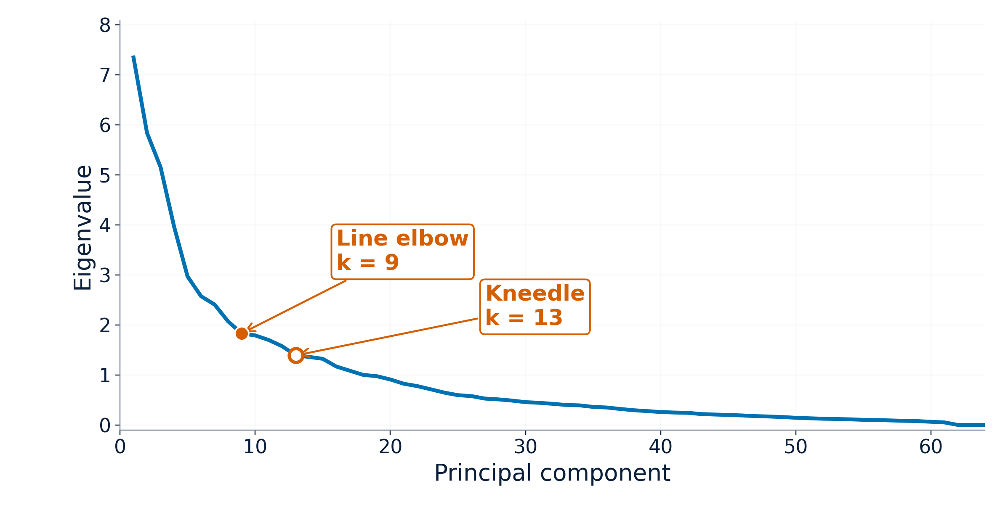 8
7
6
5
4
3
2
1
0
Eigenvalue
Line elbow
k = 9
Kneedle
k = 13
0 10 20 30 40 50 60
Principal component